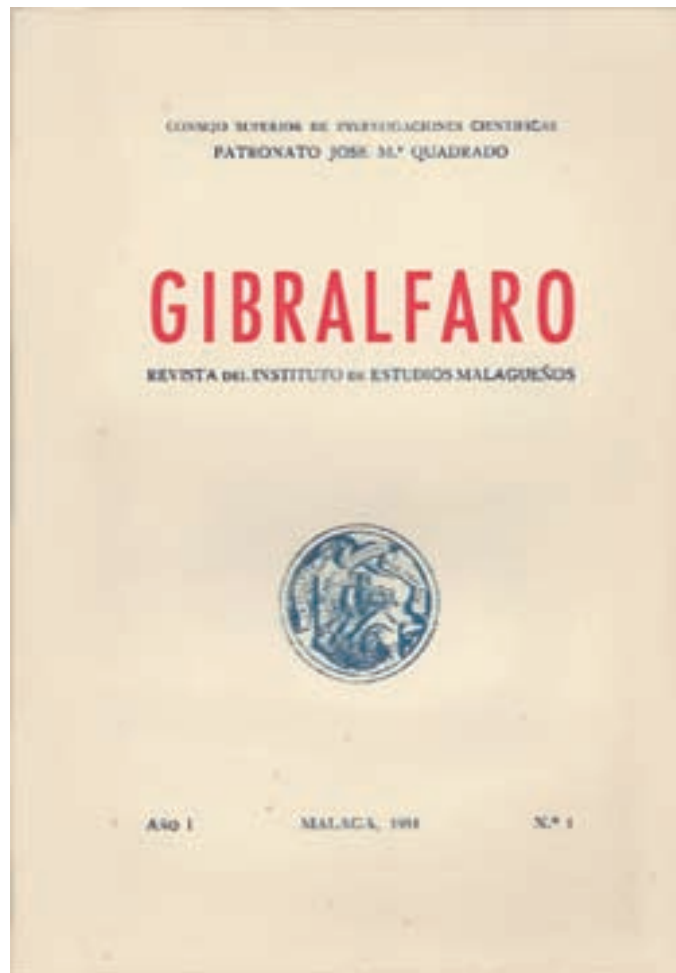 CONSEJO SUPERIOR DE INVESTIGACIONES CIENTIFICAS
PATRONATO JOSE M.ª QUADRADO
GIBRALFARO
REVISTA DEL INSTITUTO DE ESTUDIOS MALAGUEÑOS
AÑO I MALAGA, N.º 1